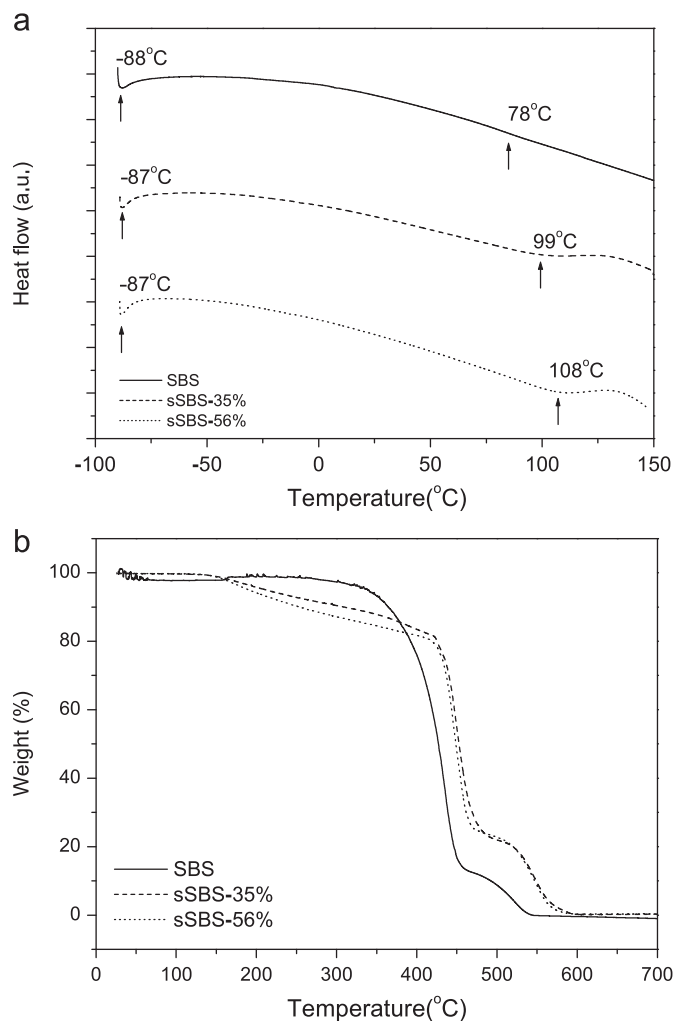 a
-88°C
78°C
-87°C
99°C
-87°C
108°C
Heat flow (a.u.)
SBS
sSBS-35%
sSBS-56%
-100 -50 0 50 100 150
Temperature(°C)
b
100
80
60
40
20
0
Weight (%)
SBS
sSBS-35%
sSBS-56%
0 100 200 300 400 500 600 700
Temperature(°C)